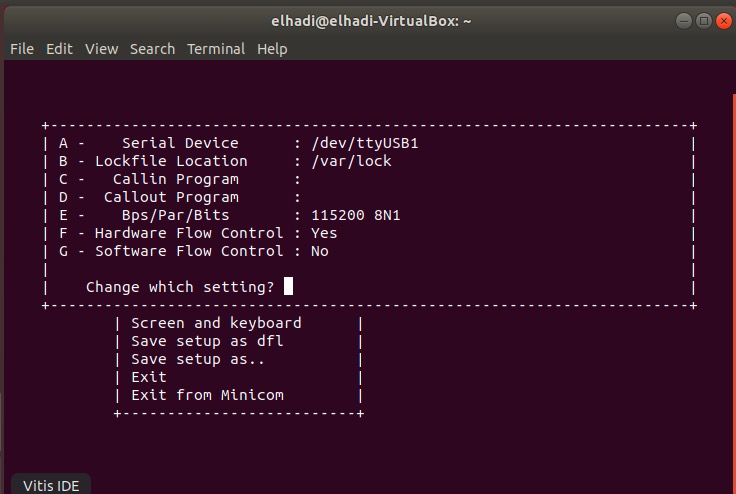 elhadi@elhadi-VirtualBox: ~
File Edit View Search Terminal Help
+-----------------------------------------------------------------------+
| A -    Serial Device      : /dev/ttyUSB1                              |
| B - Lockfile Location     : /var/lock                                 |
| C -   Callin Program      :                                           |
| D -  Callout Program      :                                           |
| E -    Bps/Par/Bits       : 115200 8N1                                |
| F - Hardware Flow Control : Yes                                       |
| G - Software Flow Control : No                                        |
|                                                                       |
|    Change which setting?                                              |
+-----------------------------------------------------------------------+
        | Screen and keyboard      |
        | Save setup as dfl        |
        | Save setup as..          |
        | Exit                     |
        | Exit from Minicom        |
        +--------------------------+
Vitis IDE